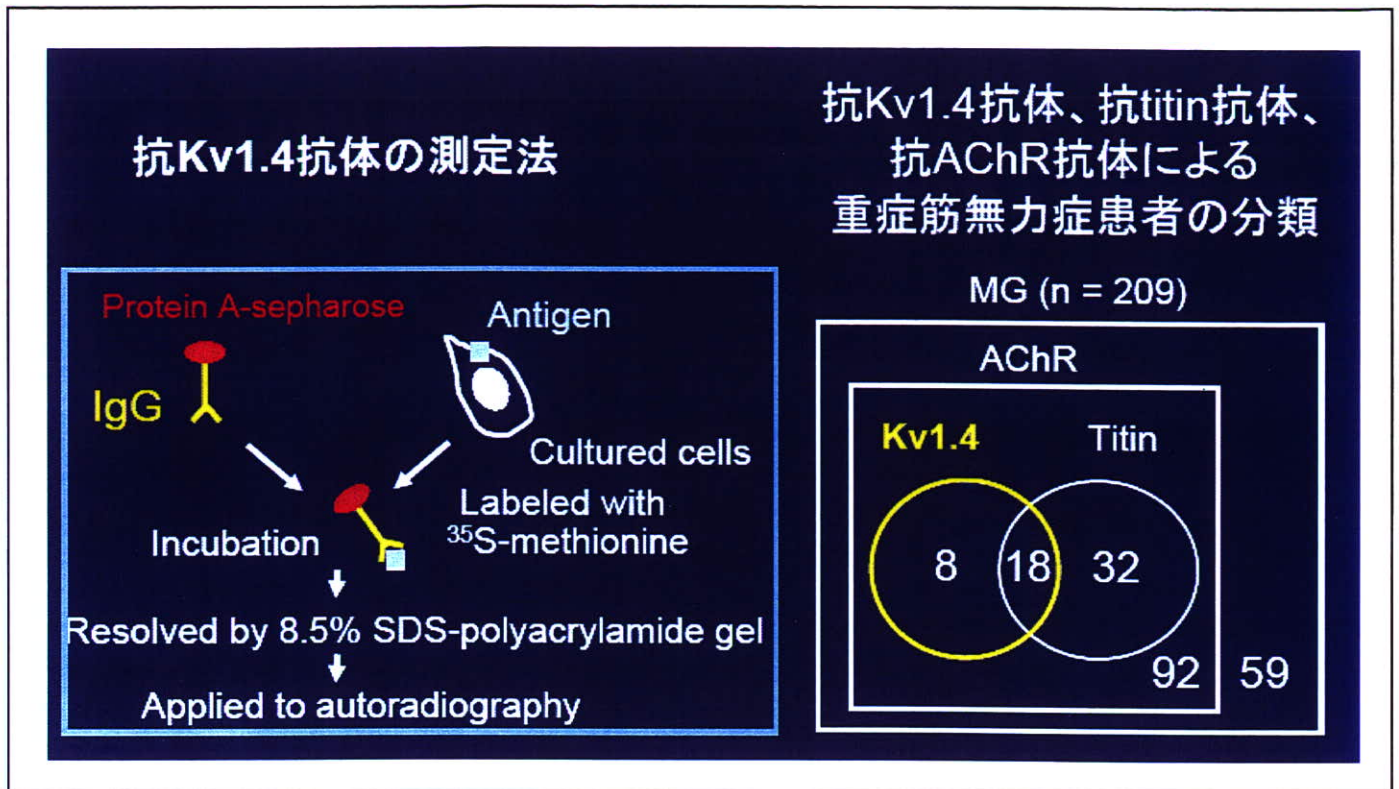 抗Kv1.4抗体の測定法
Protein A-sepharose
Antigen
IgG
Cultured cells
Labeled with
³⁵S-methionine
Incubation
Resolved by 8.5% SDS-polyacrylamide gel
Applied to autoradiography
抗Kv1.4抗体、抗titin抗体、
抗AChR抗体による
重症筋無力症患者の分類
MG (n = 209)
AChR
Kv1.4
Titin
8
18
32
92
59